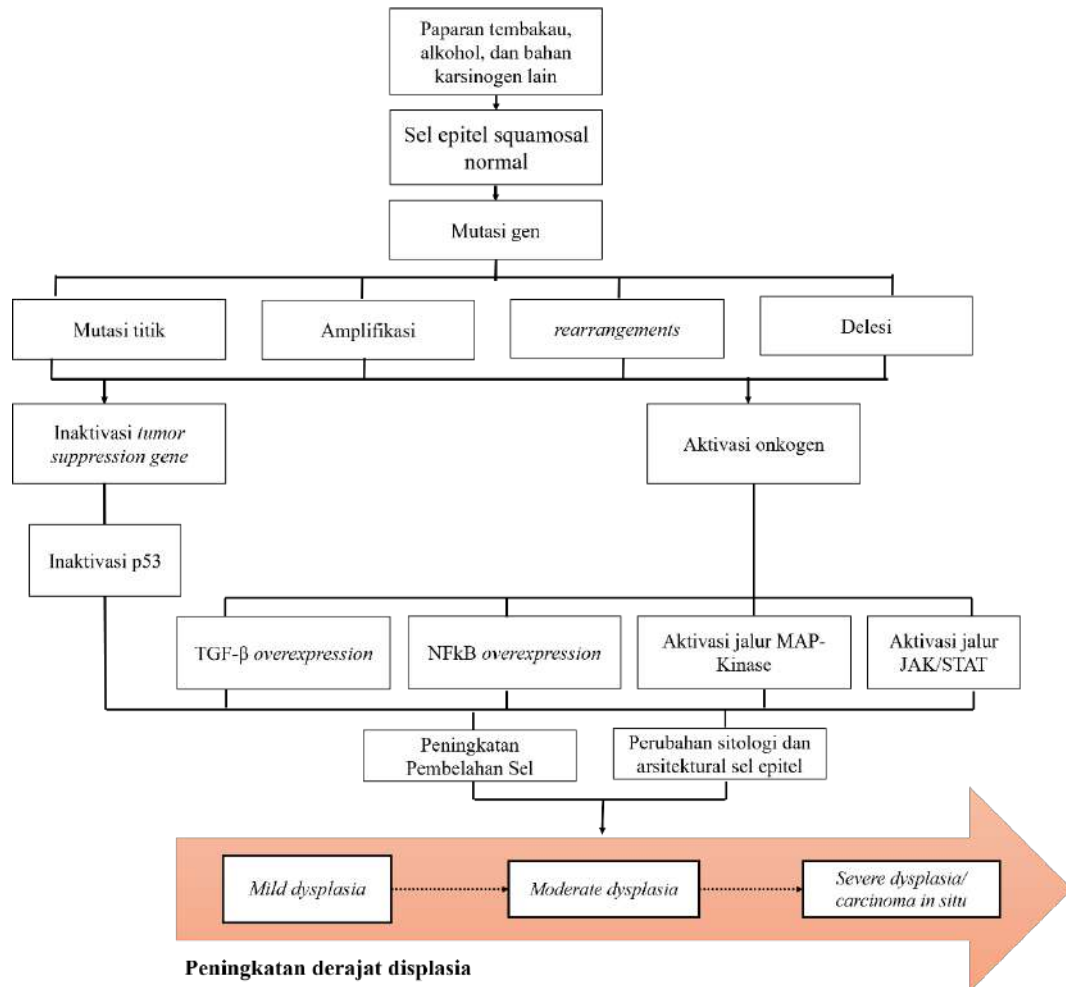 Paparan tembakau,
alkohol, dan bahan
karsinogen lain
Sel epitel squamosal
normal
Mutasi gen
Mutasi titik
Amplifikasi
rearrangements
Delesi
Inaktivasi tumor
suppression gene
Aktivasi onkogen
Inaktivasi p53
TGF-β overexpression
NFkB overexpression
Aktivasi jalur MAP-
Kinase
Aktivasi jalur
JAK/STAT
Peningkatan
Pembelahan Sel
Perubahan sitologi dan
arsitektural sel epitel
Mild dysplasia
Moderate dysplasia
Severe dysplasia/
carcinoma in situ
Peningkatan derajat displasia